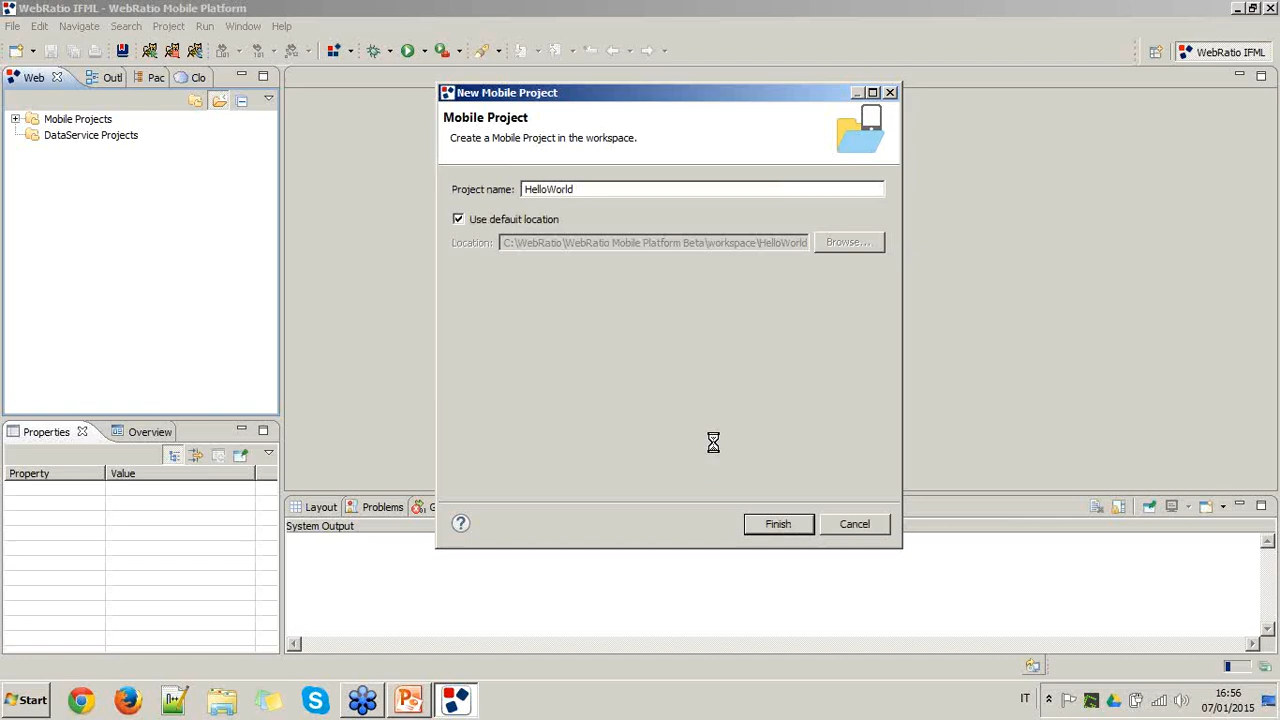 WebRatio IFML - WebRatio Mobile Platform
File Edit Navigate Search Project Run Window Help
WebRatio IFML
Web Outl Pac Clo
Mobile Projects
DataService Projects
New Mobile Project
Mobile Project
Create a Mobile Project in the workspace.
Project name: HelloWorld
Use default location
Location: C:\WebRatio\WebRatio Mobile Platform Beta\workspace\HelloWorld Browse...
Finish Cancel
Properties Overview
Property Value
Layout Problems
System Output
Start
IT
16:56
07/01/2015